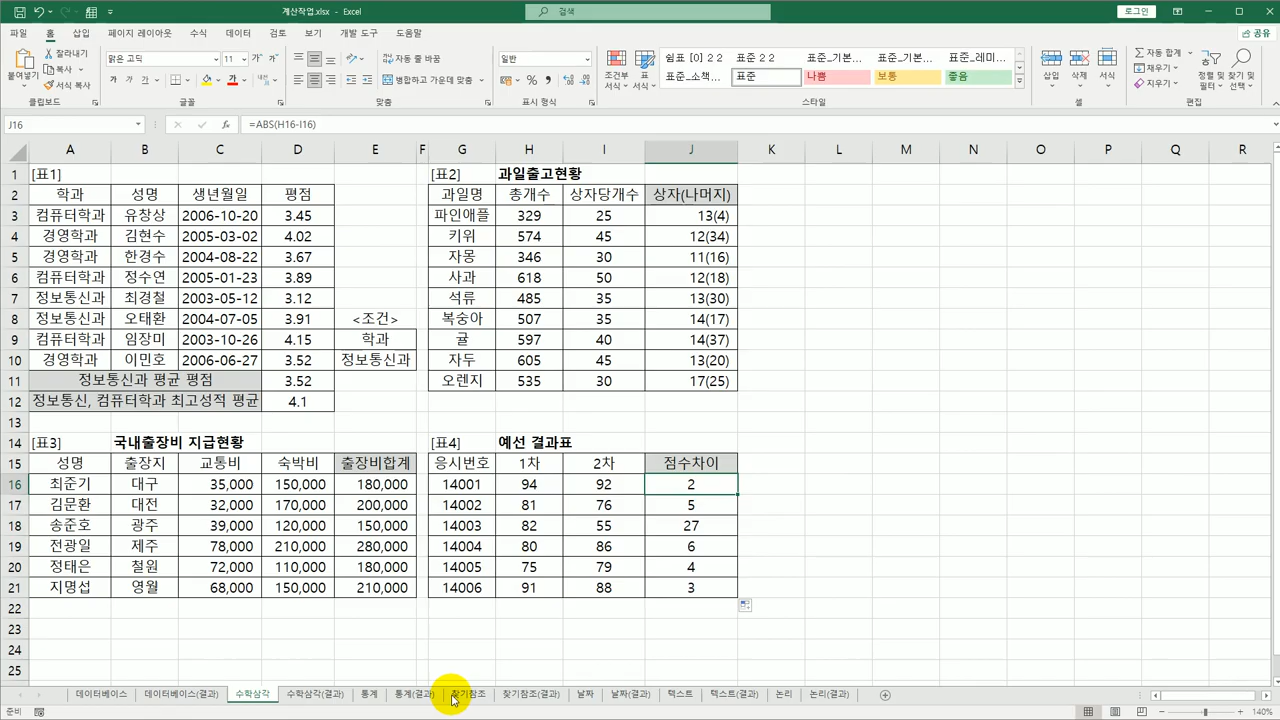 계산작업.xlsx - Excel
검색
로그인
파일 홈 삽입 페이지 레이아웃 수식 데이터 검토 보기 개발 도구 도움말
공유
붙여넣기
잘라내기
복사
서식 복사
클립보드
맑은 고딕 11
가 가 가
글꼴
자동 줄 바꿈
병합하고 가운데 맞춤
맞춤
일반
표시 형식
조건부 서식
표 서식
쉼표 [0] 2 2 표준 2 2 표준_기본... 표준_기본... 표준_레미...
표준_소책... 표준 나쁨 보통 좋음
스타일
삽입 삭제 서식
셀
자동 합계
채우기
지우기
정렬 및 필터
찾기 및 선택
편집
J16 fx =ABS(H16-I16)
A B C D E F G H I J K L M N O P Q R
1 [표1] [표2] 과일출고현황
2 학과 성명 생년월일 평점 과일명 총개수 상자당개수 상자(나머지)
3 컴퓨터학과 유창상 2006-10-20 3.45 파인애플 329 25 13(4)
4 경영학과 김현수 2005-03-02 4.02 키위 574 45 12(34)
5 경영학과 한경수 2004-08-22 3.67 자몽 346 30 11(16)
6 컴퓨터학과 정수연 2005-01-23 3.89 사과 618 50 12(18)
7 정보통신과 최경철 2003-05-12 3.12 석류 485 35 13(30)
8 정보통신과 오태환 2004-07-05 3.91 <조건> 복숭아 507 35 14(17)
9 컴퓨터학과 임장미 2003-10-26 4.15 학과 귤 597 40 14(37)
10 경영학과 이민호 2006-06-27 3.52 정보통신과 자두 605 45 13(20)
11 정보통신과 평균 평점 3.52 오렌지 535 30 17(25)
12 정보통신, 컴퓨터학과 최고성적 평균 4.1
13
14 [표3] 국내출장비 지급현황 [표4] 예선 결과표
15 성명 출장지 교통비 숙박비 출장비합계 응시번호 1차 2차 점수차이
16 최준기 대구 35,000 150,000 180,000 14001 94 92 2
17 김문환 대전 32,000 170,000 200,000 14002 81 76 5
18 송준호 광주 39,000 120,000 150,000 14003 82 55 27
19 전광일 제주 78,000 210,000 280,000 14004 80 86 6
20 정태은 철원 72,000 110,000 180,000 14005 75 79 4
21 지명섭 영월 68,000 150,000 210,000 14006 91 88 3
22
23
24
25
데이터베이스 데이터베이스(결과) 수학삼각 수학삼각(결과) 통계 통계(결과) 찾기참조 찾기참조(결과) 날짜 날짜(결과) 텍스트 텍스트(결과) 논리 논리(결과)
준비
140%